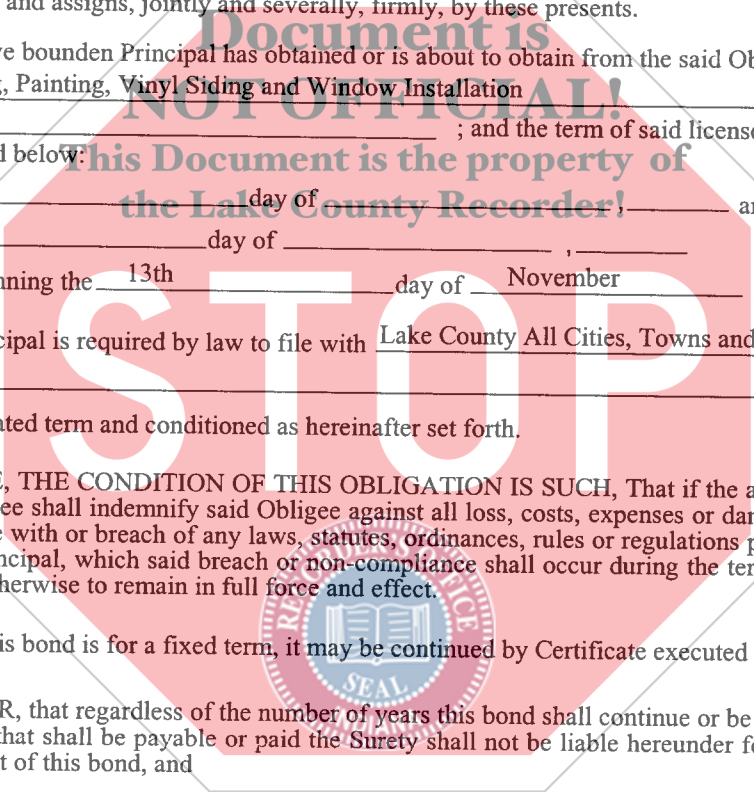 and assigns, jointly and severally, firmly, by these presents.
Document is
ve bounden Principal has obtained or is about to obtain from the said Ob
, Painting, Vinyl Siding and Window Installation
NOT OFFICIAL!
; and the term of said license
d below:
This Document is the property of
day of , a
the Lake County Recorder!
day of ,
nning the 13th day of November
STOP
cipal is required by law to file with Lake County All Cities, Towns and
ated term and conditioned as hereinafter set forth.
E, THE CONDITION OF THIS OBLIGATION IS SUCH, That if the a
ee shall indemnify said Obligee against all loss, costs, expenses or dar
e with or breach of any laws, statutes, ordinances, rules or regulations p
ncipal, which said breach or non-compliance shall occur during the ter
herwise to remain in full force and effect.
is bond is for a fixed term, it may be continued by Certificate executed
SEAL
R, that regardless of the number of years this bond shall continue or be
that shall be payable or paid the Surety shall not be liable hereunder fo
t of this bond, and